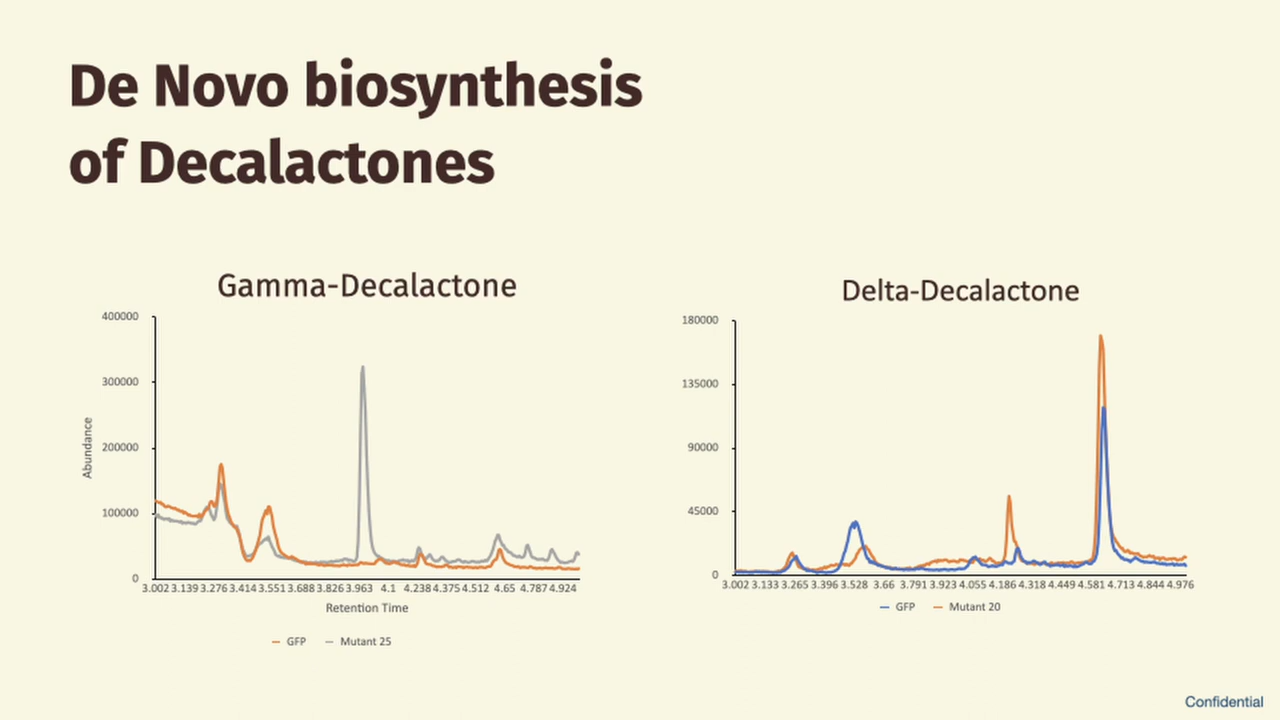 De Novo biosynthesis
of Decalactones
Gamma-Decalactone
400000
300000
200000
100000
0
Abundance
3.002 3.139 3.276 3.414 3.551 3.688 3.826 3.963 4.1 4.238 4.375 4.512 4.65 4.787 4.924
Retention Time
GFP Mutant 25
Delta-Decalactone
180000
135000
90000
45000
0
3.002 3.133 3.265 3.396 3.528 3.66 3.791 3.923 4.055 4.186 4.318 4.449 4.581 4.713 4.844 4.976
GFP Mutant 20
Confidential